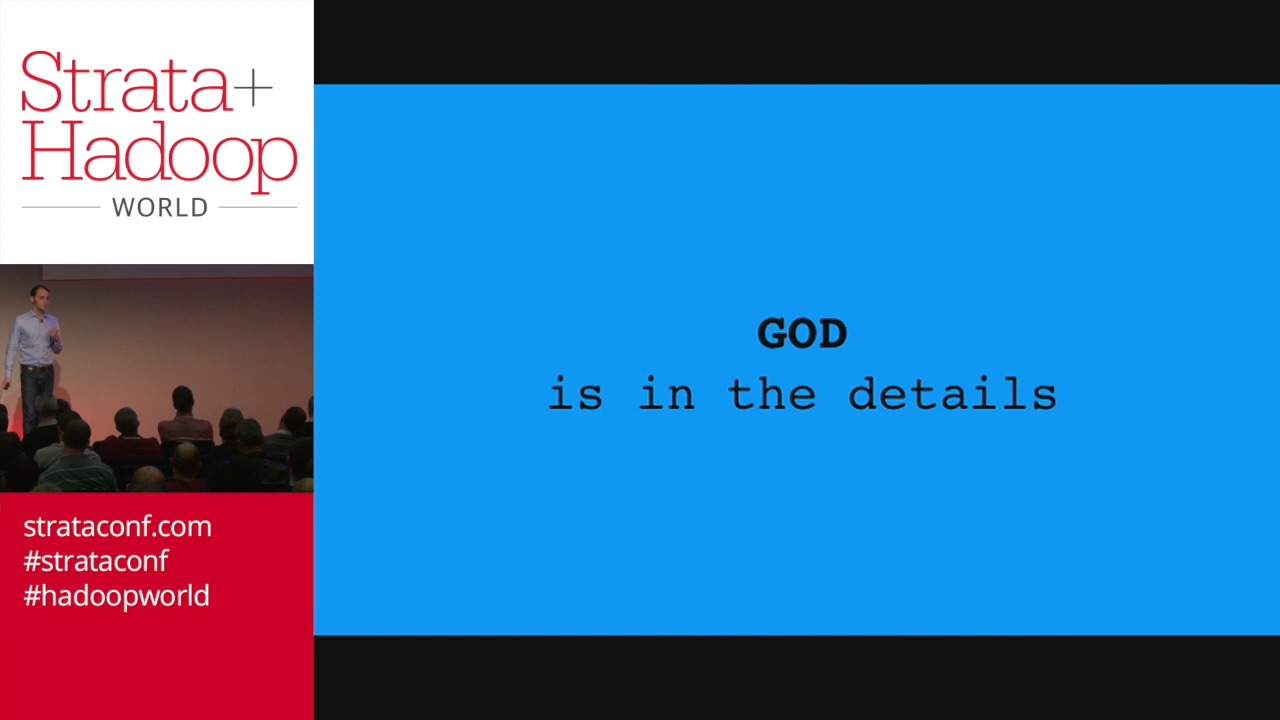 Strata+
Hadoop
WORLD
strataconf.com
#strataconf
#hadoopworld
GOD
is in the details